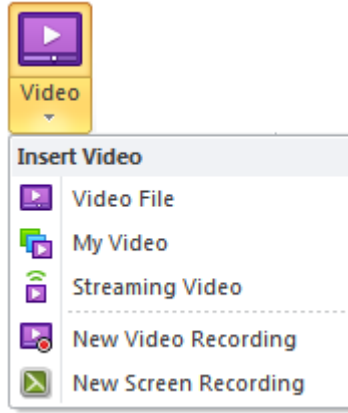 Video
Insert Video
Video File
My Video
Streaming Video
New Video Recording
New Screen Recording